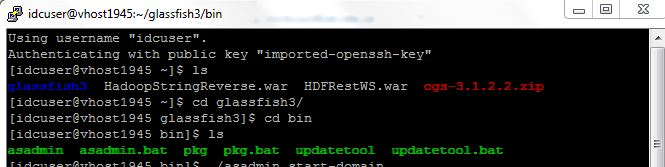 idcuser@vhost1945:~/glassfish3/bin
Using username "idcuser".
Authenticating with public key "imported-openssh-key"
[idcuser@vhost1945 ~]$ ls
glassfish3  HadoopStringReverse.war  HDFRestWS.war  ogs-3.1.2.2.zip
[idcuser@vhost1945 ~]$ cd glassfish3/
[idcuser@vhost1945 glassfish3]$ cd bin
[idcuser@vhost1945 bin]$ ls
asadmin  asadmin.bat  pkg  pkg.bat  updatetool  updatetool.bat
[idcuser@vhost1945 bin]$ ./asadmin start-domain